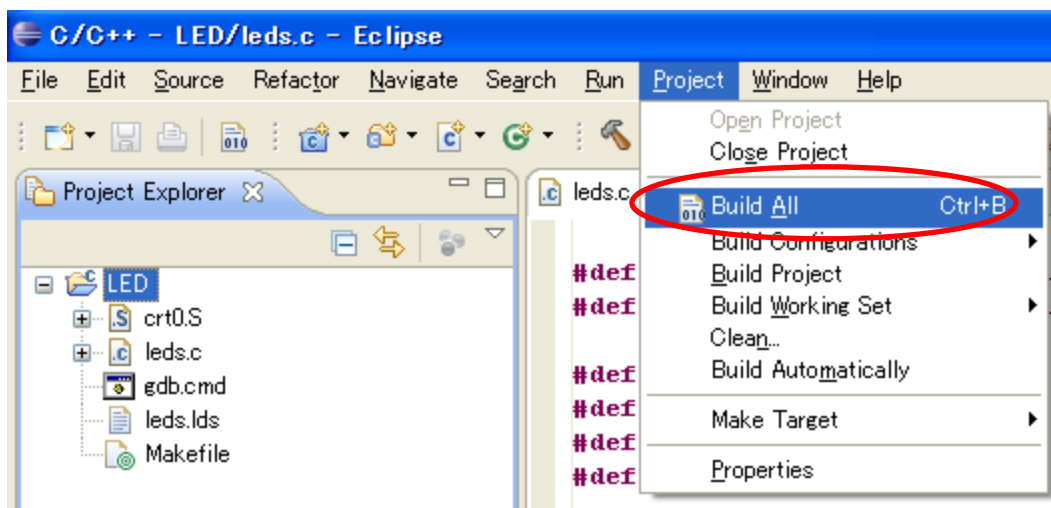 C/C++ - LED/leds.c - Eclipse
File Edit Source Refactor Navigate Search Run Project Window Help
Open Project
Close Project
Build All Ctrl+B
Build Configurations
Build Project
Build Working Set
Clean...
Build Automatically
Make Target
Properties
Project Explorer
LED
crt0.S
leds.c
gdb.cmd
leds.lds
Makefile
leds.c
#def
#def
#def
#def
#def
#def